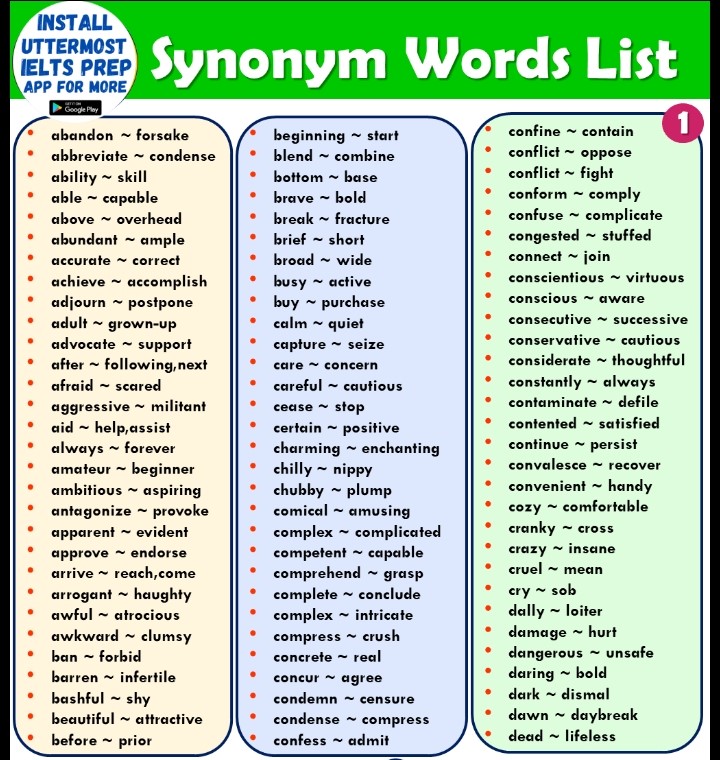 INSTALL
UTTERMOST
IELTS PREP
APP FOR MORE
GET IT ON
Google Play
Synonym Words List
1
abandon ~ forsake
abbreviate ~ condense
ability ~ skill
able ~ capable
above ~ overhead
abundant ~ ample
accurate ~ correct
achieve ~ accomplish
adjourn ~ postpone
adult ~ grown-up
advocate ~ support
after ~ following,next
afraid ~ scared
aggressive ~ militant
aid ~ help,assist
always ~ forever
amateur ~ beginner
ambitious ~ aspiring
antagonize ~ provoke
apparent ~ evident
approve ~ endorse
arrive ~ reach,come
arrogant ~ haughty
awful ~ atrocious
awkward ~ clumsy
ban ~ forbid
barren ~ infertile
bashful ~ shy
beautiful ~ attractive
before ~ prior
beginning ~ start
blend ~ combine
bottom ~ base
brave ~ bold
break ~ fracture
brief ~ short
broad ~ wide
busy ~ active
buy ~ purchase
calm ~ quiet
capture ~ seize
care ~ concern
careful ~ cautious
cease ~ stop
certain ~ positive
charming ~ enchanting
chilly ~ nippy
chubby ~ plump
comical ~ amusing
complex ~ complicated
competent ~ capable
comprehend ~ grasp
complete ~ conclude
complex ~ intricate
compress ~ crush
concrete ~ real
concur ~ agree
condemn ~ censure
condense ~ compress
confess ~ admit
confine ~ contain
conflict ~ oppose
conflict ~ fight
conform ~ comply
confuse ~ complicate
congested ~ stuffed
connect ~ join
conscientious ~ virtuous
conscious ~ aware
consecutive ~ successive
conservative ~ cautious
considerate ~ thoughtful
constantly ~ always
contaminate ~ defile
contented ~ satisfied
continue ~ persist
convalesce ~ recover
convenient ~ handy
cozy ~ comfortable
cranky ~ cross
crazy ~ insane
cruel ~ mean
cry ~ sob
dally ~ loiter
damage ~ hurt
dangerous ~ unsafe
daring ~ bold
dark ~ dismal
dawn ~ daybreak
dead ~ lifeless